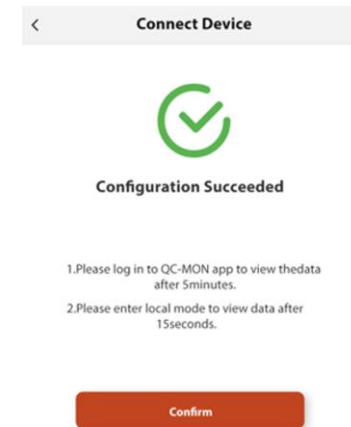 Connect Device
Configuration Succeeded
1.Please log in to QC-MON app to view thedata
after 5minutes.
2.Please enter local mode to view data after
15seconds.
Confirm